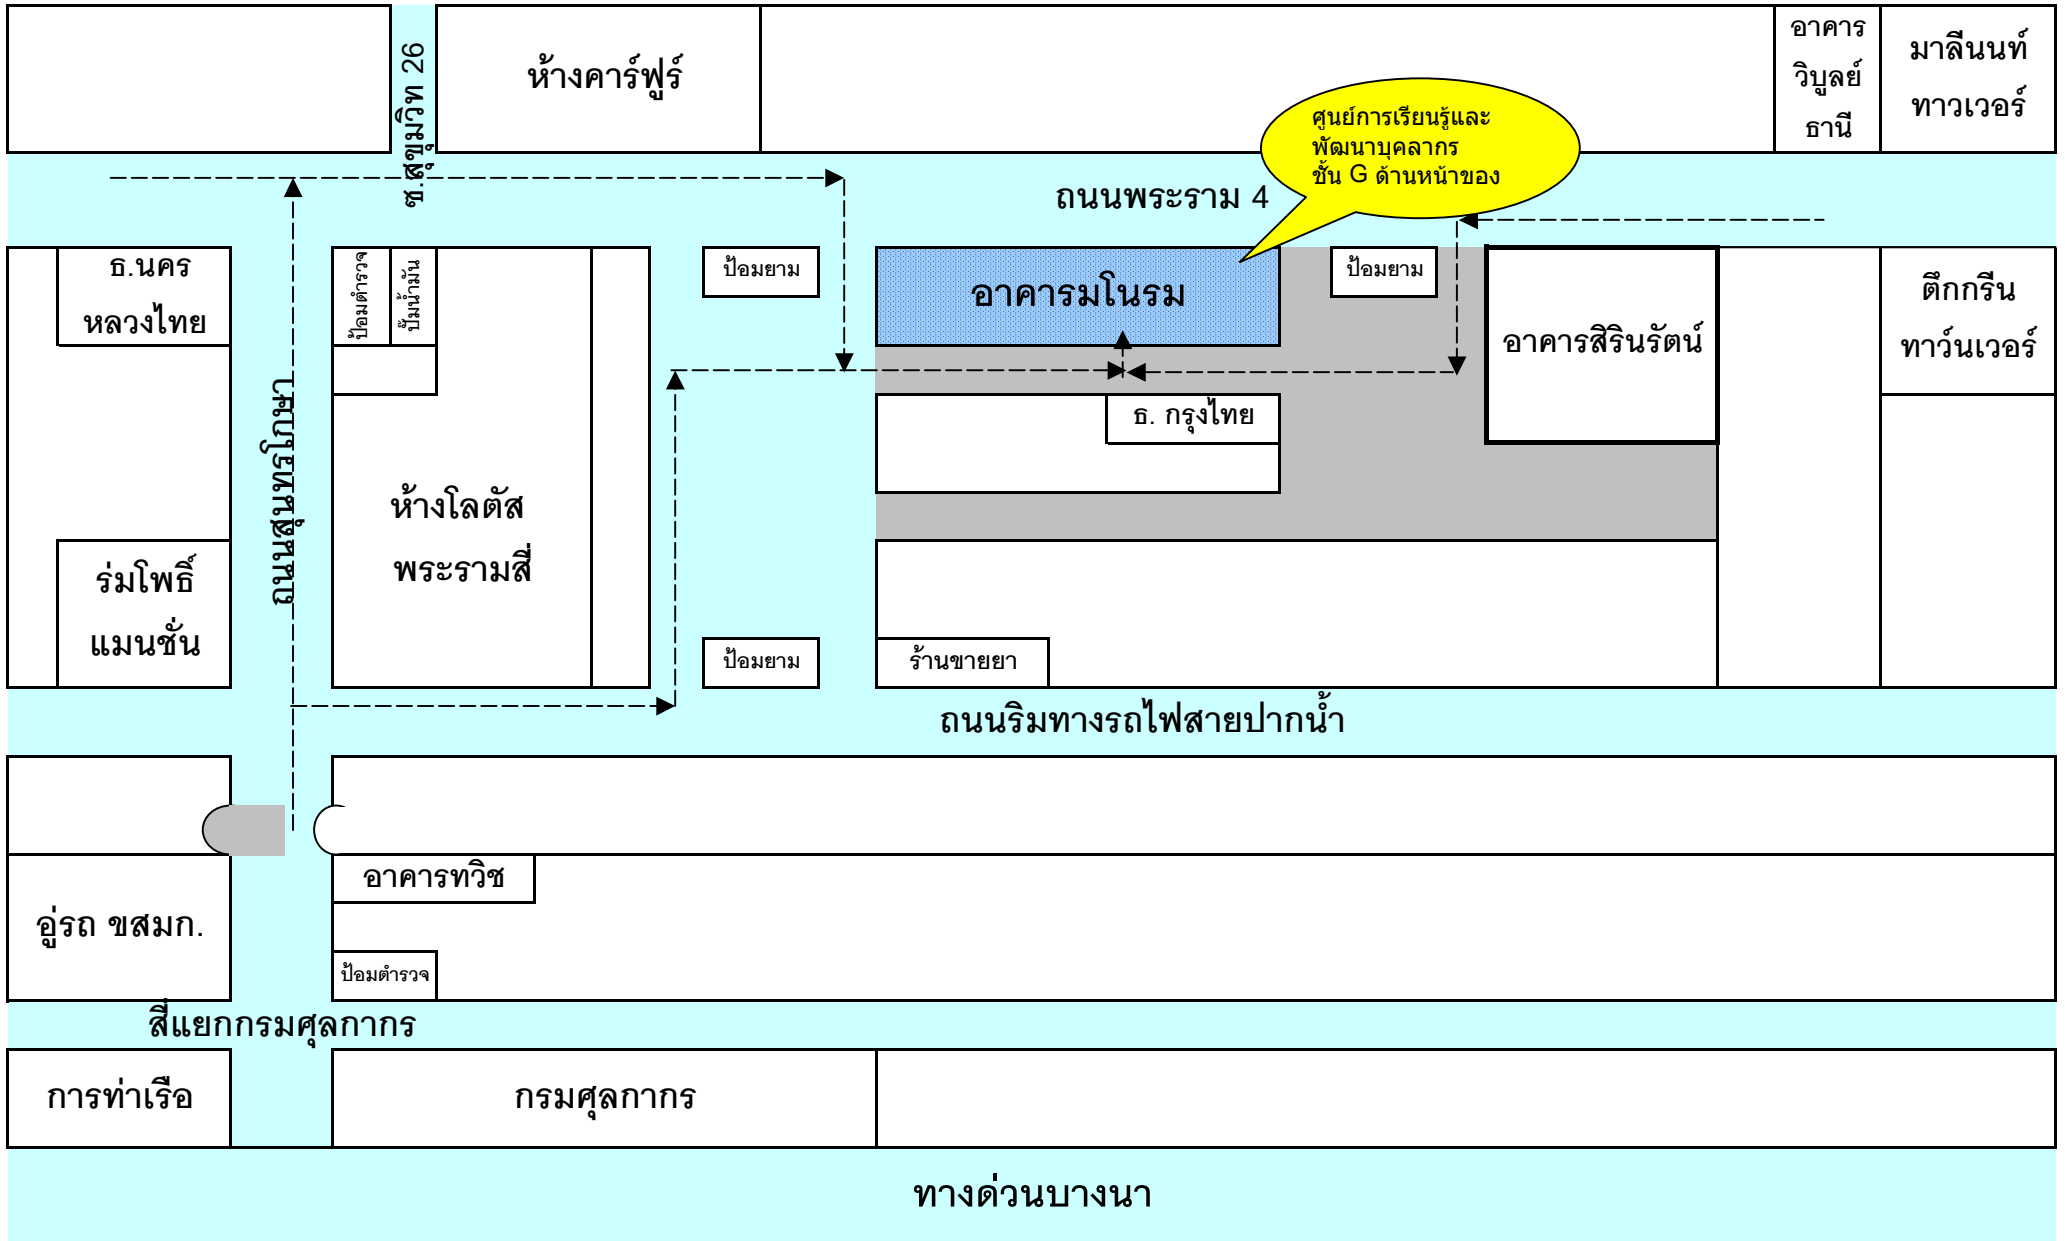 ซ.สุขุมวิท 26
ห้างคาร์ฟูร์
อาคาร
วิบูลย์
ธานี
มาลีนนท์
ทาวเวอร์
ศูนย์การเรียนรู้และ
พัฒนาบุคลากร
ชั้น G ด้านหน้าของ
ถนนพระราม 4
ธ.นคร
หลวงไทย
ป้อมตำรวจ
ปั๊มน้ำมัน
ป้อมยาม
อาคารมโนรม
ป้อมยาม
อาคารสิรินรัตน์
ตึกกรีน
ทาว์นเวอร์
ถนนสุนทรโกษา
ธ. กรุงไทย
ห้างโลตัส
พระรามสี่
ร่มโพธิ์
แมนชั่น
ป้อมยาม
ร้านขายยา
ถนนริมทางรถไฟสายปากน้ำ
อาคารทวิช
อู่รถ ขสมก.
ป้อมตำรวจ
สี่แยกกรมศุลกากร
การท่าเรือ
กรมศุลกากร
ทางด่วนบางนา